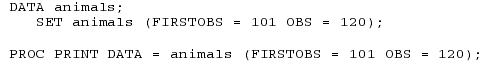 DATA animals;
   SET animals (FIRSTOBS = 101 OBS = 120);
PROC PRINT DATA = animals (FIRSTOBS = 101 OBS = 120);